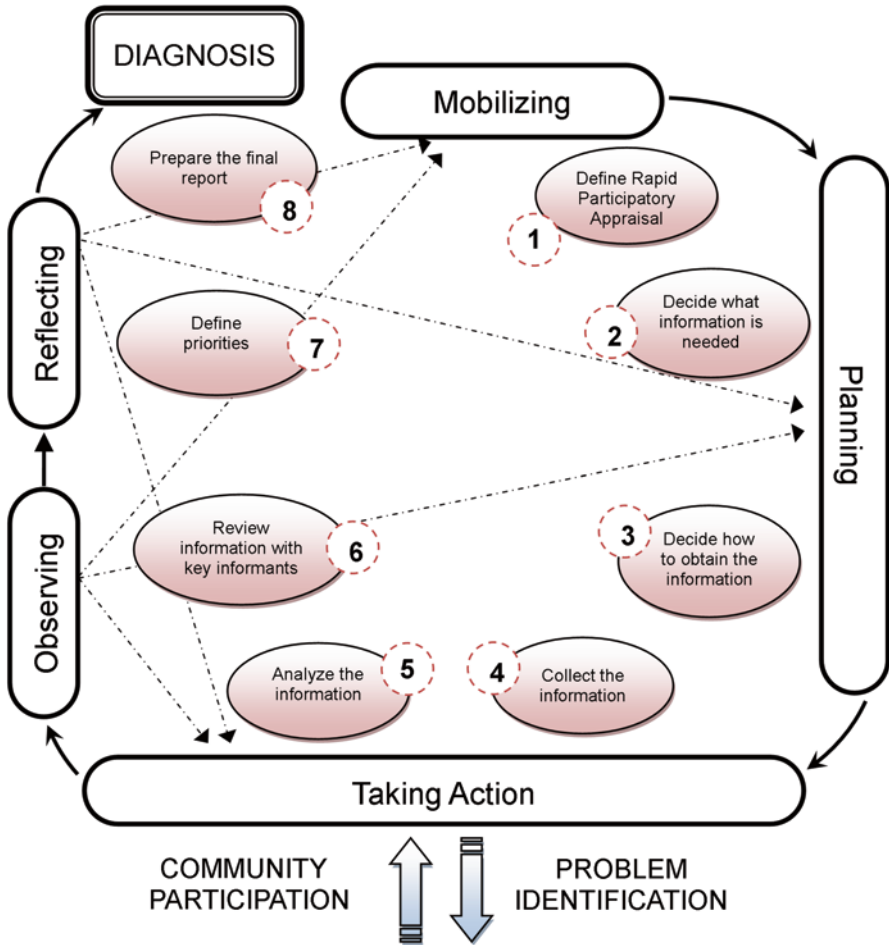 DIAGNOSIS
Mobilizing
Prepare the final
report
8
Define Rapid
Participatory
Appraisal
1
Reflecting
Define
priorities
7
Decide what
information is
needed
2
Planning
Observing
Review
information with
key informants
6
Decide how
to obtain the
information
3
Analyze the
information
5
Collect the
information
4
Taking Action
COMMUNITY
PARTICIPATION
PROBLEM
IDENTIFICATION